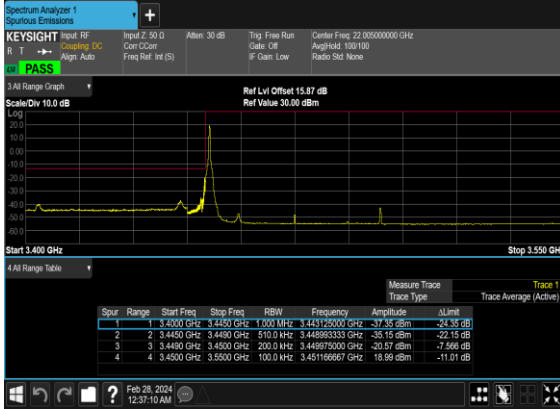 Spectrum Analyzer 1
Spurious Emissions
+
KEYSIGHT Input: RF Input Z: 50 Ω Atten: 30 dB Trig: Free Run Center Freq: 22.005000000 GHz
R T Coupling: DC Corr CCorr Gate: Off Avg|Hold: 100/100
Align: Auto Freq Ref: Int (S) IF Gain: Low Radio Std: None
PASS
3 All Range Graph
Ref Lvl Offset 15.87 dB
Scale/Div 10.0 dB Ref Value 30.00 dBm
Log
20.0
10.0
0.00
-10.0
-20.0
-30.0
-40.0
-50.0
-60.0
Start 3.400 GHz Stop 3.550 GH
4 All Range Table
Measure Trace Trace 1
Trace Type Trace Average (Active)
Spur Range Start Freq Stop Freq RBW Frequency Amplitude ΔLimit
1 1 3.4000 GHz 3.4450 GHz 1.000 MHz 3.443125000 GHz -37.35 dBm -24.35 dB
2 2 3.4450 GHz 3.4490 GHz 510.0 kHz 3.448993333 GHz -35.15 dBm -22.15 dB
3 3 3.4490 GHz 3.4500 GHz 200.0 kHz 3.449975000 GHz -20.57 dBm -7.566 dB
4 4 3.4500 GHz 3.5500 GHz 100.0 kHz 3.451166667 GHz 18.99 dBm -11.01 dB
?
Feb 28, 2024
12:37:10 AM